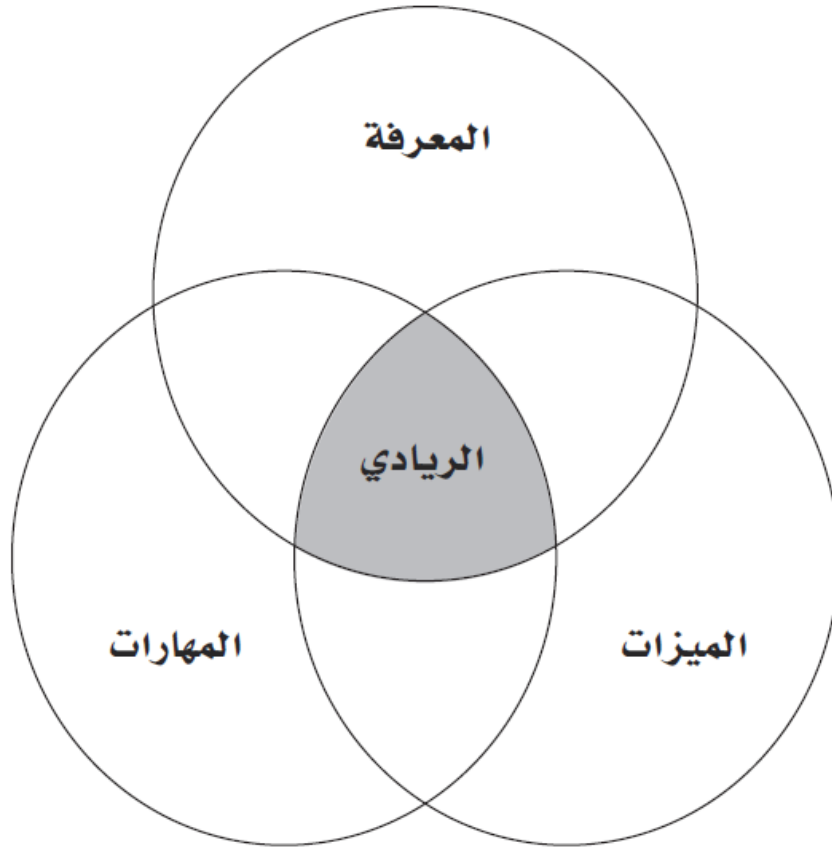 المعرفة
الريادي
المهارات
الميزات